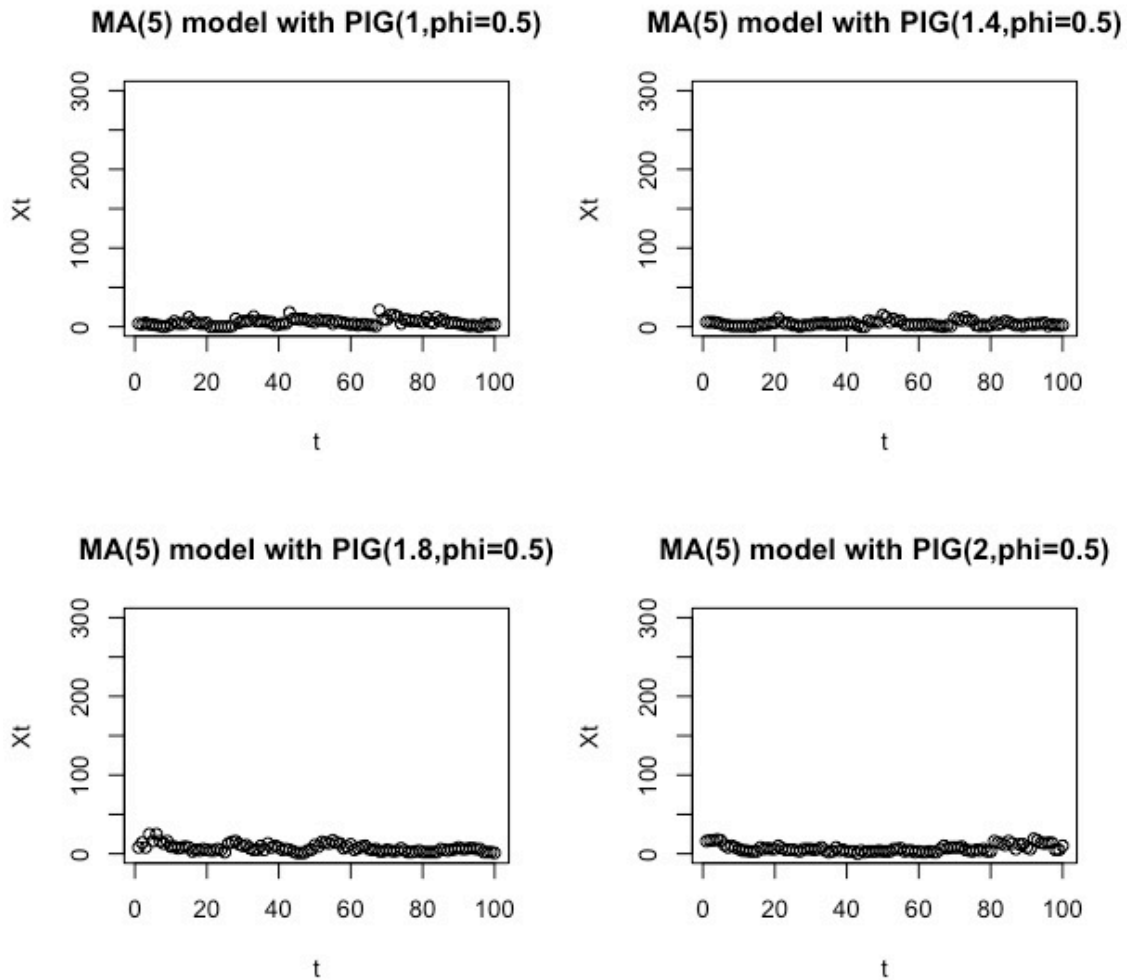 MA(5) model with PIG(1,phi=0.5)
Xt
0 100 200 300
0 20 40 60 80 100
t
MA(5) model with PIG(1.4,phi=0.5)
Xt
0 100 200 300
0 20 40 60 80 100
t
MA(5) model with PIG(1.8,phi=0.5)
Xt
0 100 200 300
0 20 40 60 80 100
t
MA(5) model with PIG(2,phi=0.5)
Xt
0 100 200 300
0 20 40 60 80 100
t